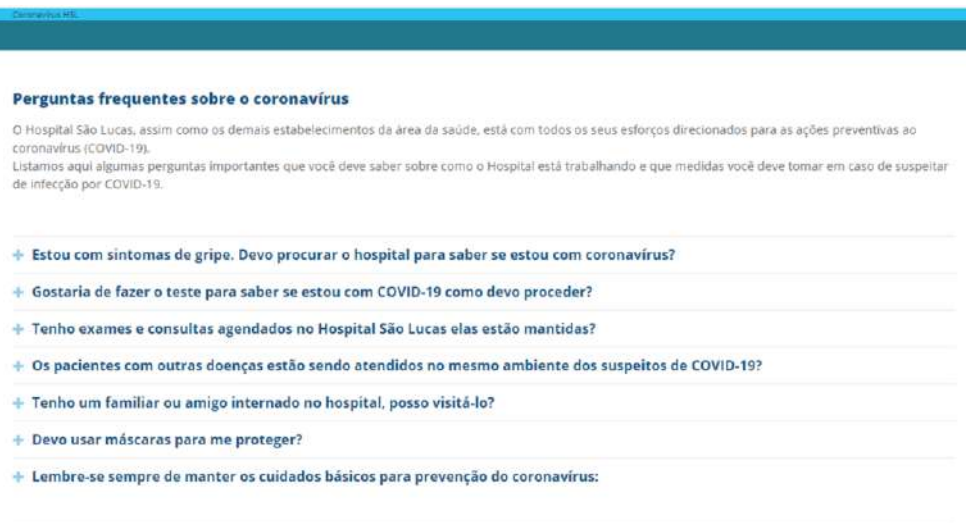 Coronavírus HSL
Perguntas frequentes sobre o coronavírus
O Hospital São Lucas, assim como os demais estabelecimentos da área da saúde, está com todos os seus esforços direcionados para as ações preventivas ao
coronavírus (COVID-19).
Listamos aqui algumas perguntas importantes que você deve saber sobre como o Hospital está trabalhando e que medidas você deve tomar em caso de suspeitar
de infecção por COVID-19.
+ Estou com sintomas de gripe. Devo procurar o hospital para saber se estou com coronavírus?
+ Gostaria de fazer o teste para saber se estou com COVID-19 como devo proceder?
+ Tenho exames e consultas agendados no Hospital São Lucas elas estão mantidas?
+ Os pacientes com outras doenças estão sendo atendidos no mesmo ambiente dos suspeitos de COVID-19?
+ Tenho um familiar ou amigo internado no hospital, posso visitá-lo?
+ Devo usar máscaras para me proteger?
+ Lembre-se sempre de manter os cuidados básicos para prevenção do coronavírus: